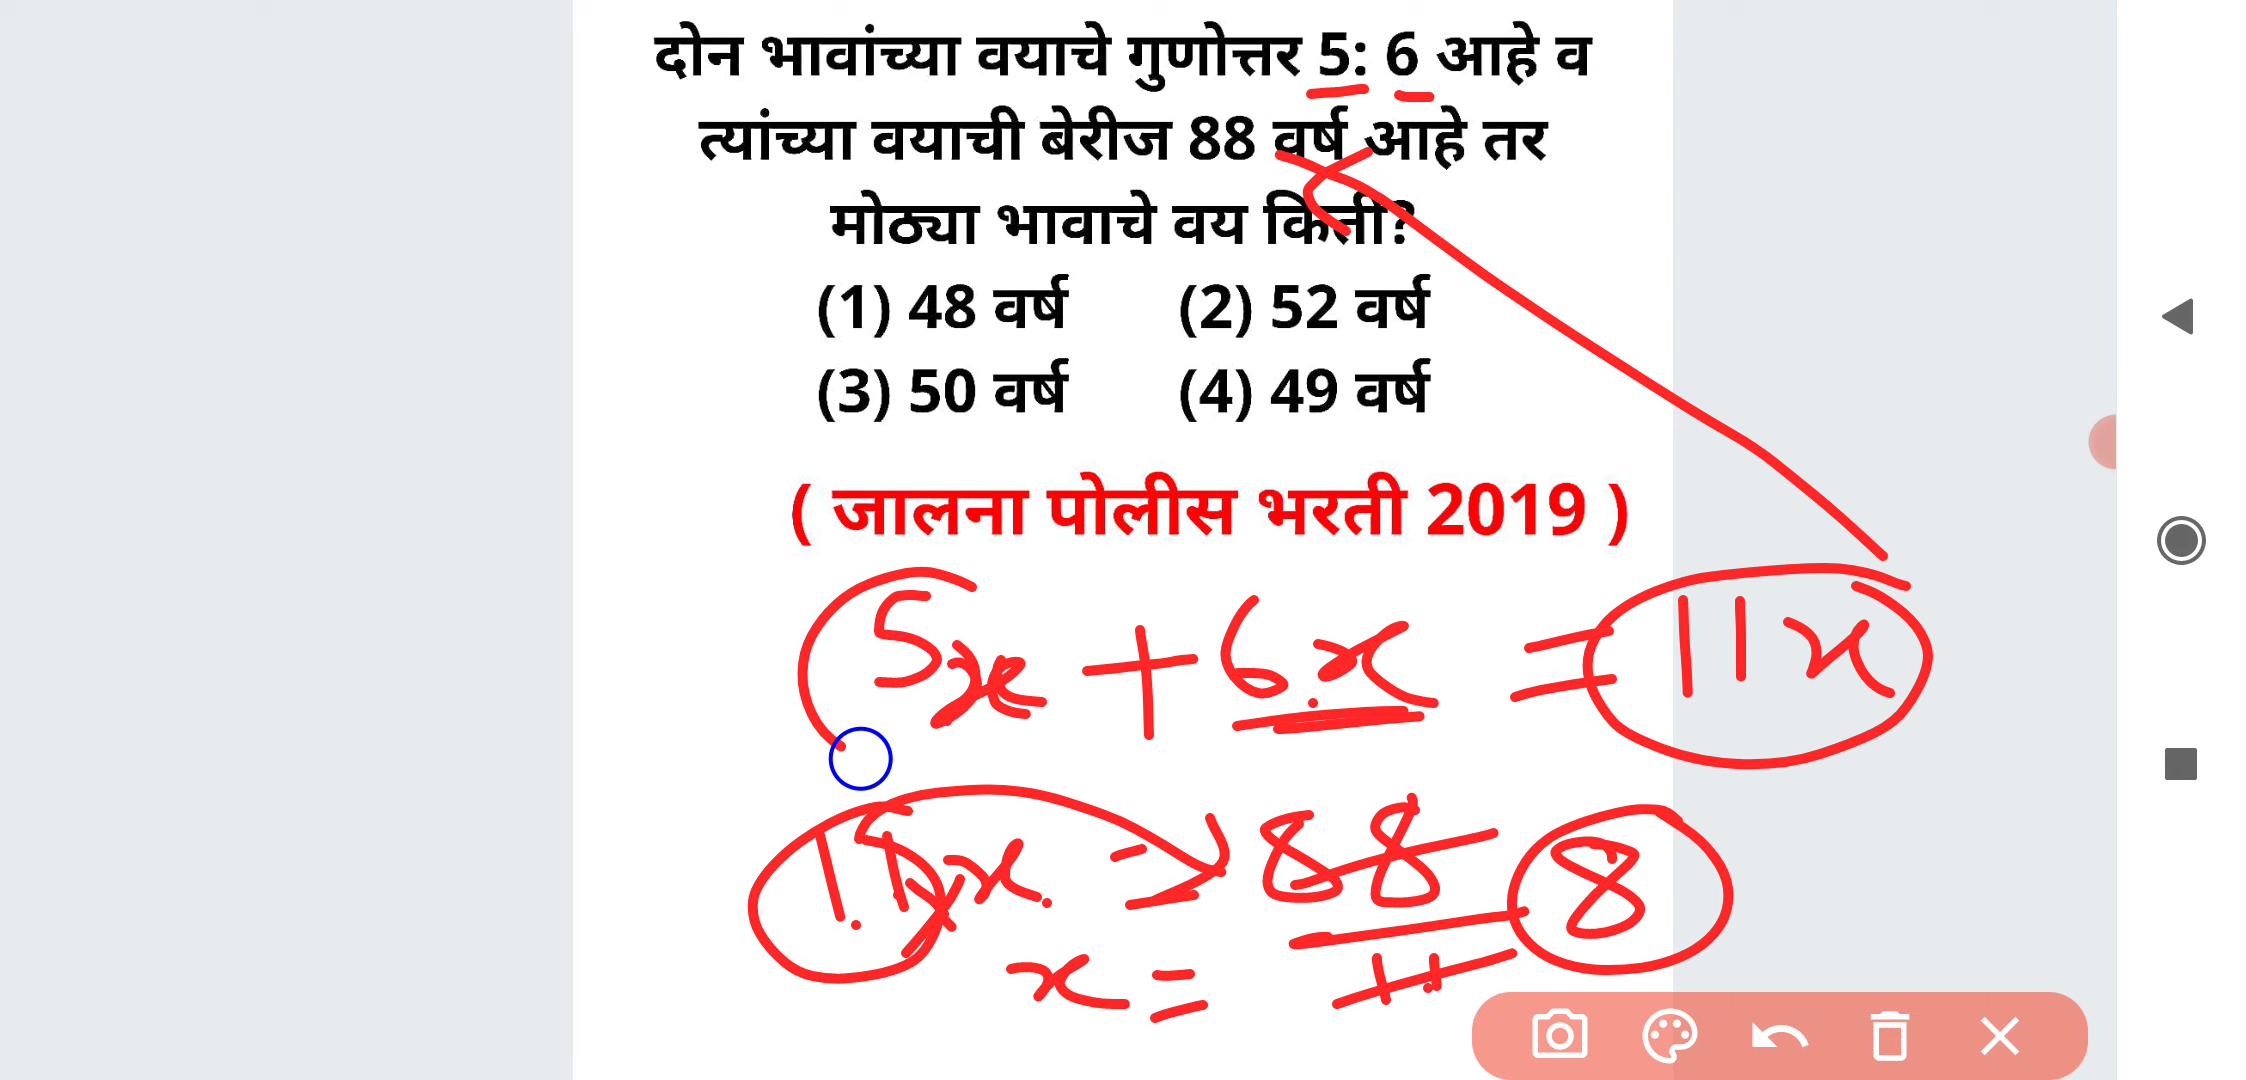 दोन भावांच्या वयाचे गुणोत्तर 5: 6 आहे व
त्यांच्या वयाची बेरीज 88 वर्ष आहे तर
मोठ्या भावाचे वय किती?
(1) 48 वर्ष (2) 52 वर्ष
(3) 50 वर्ष (4) 49 वर्ष
( जालना पोलीस भरती 2019 )
5x + 6x = 11x
11x = 88 8
x = 11